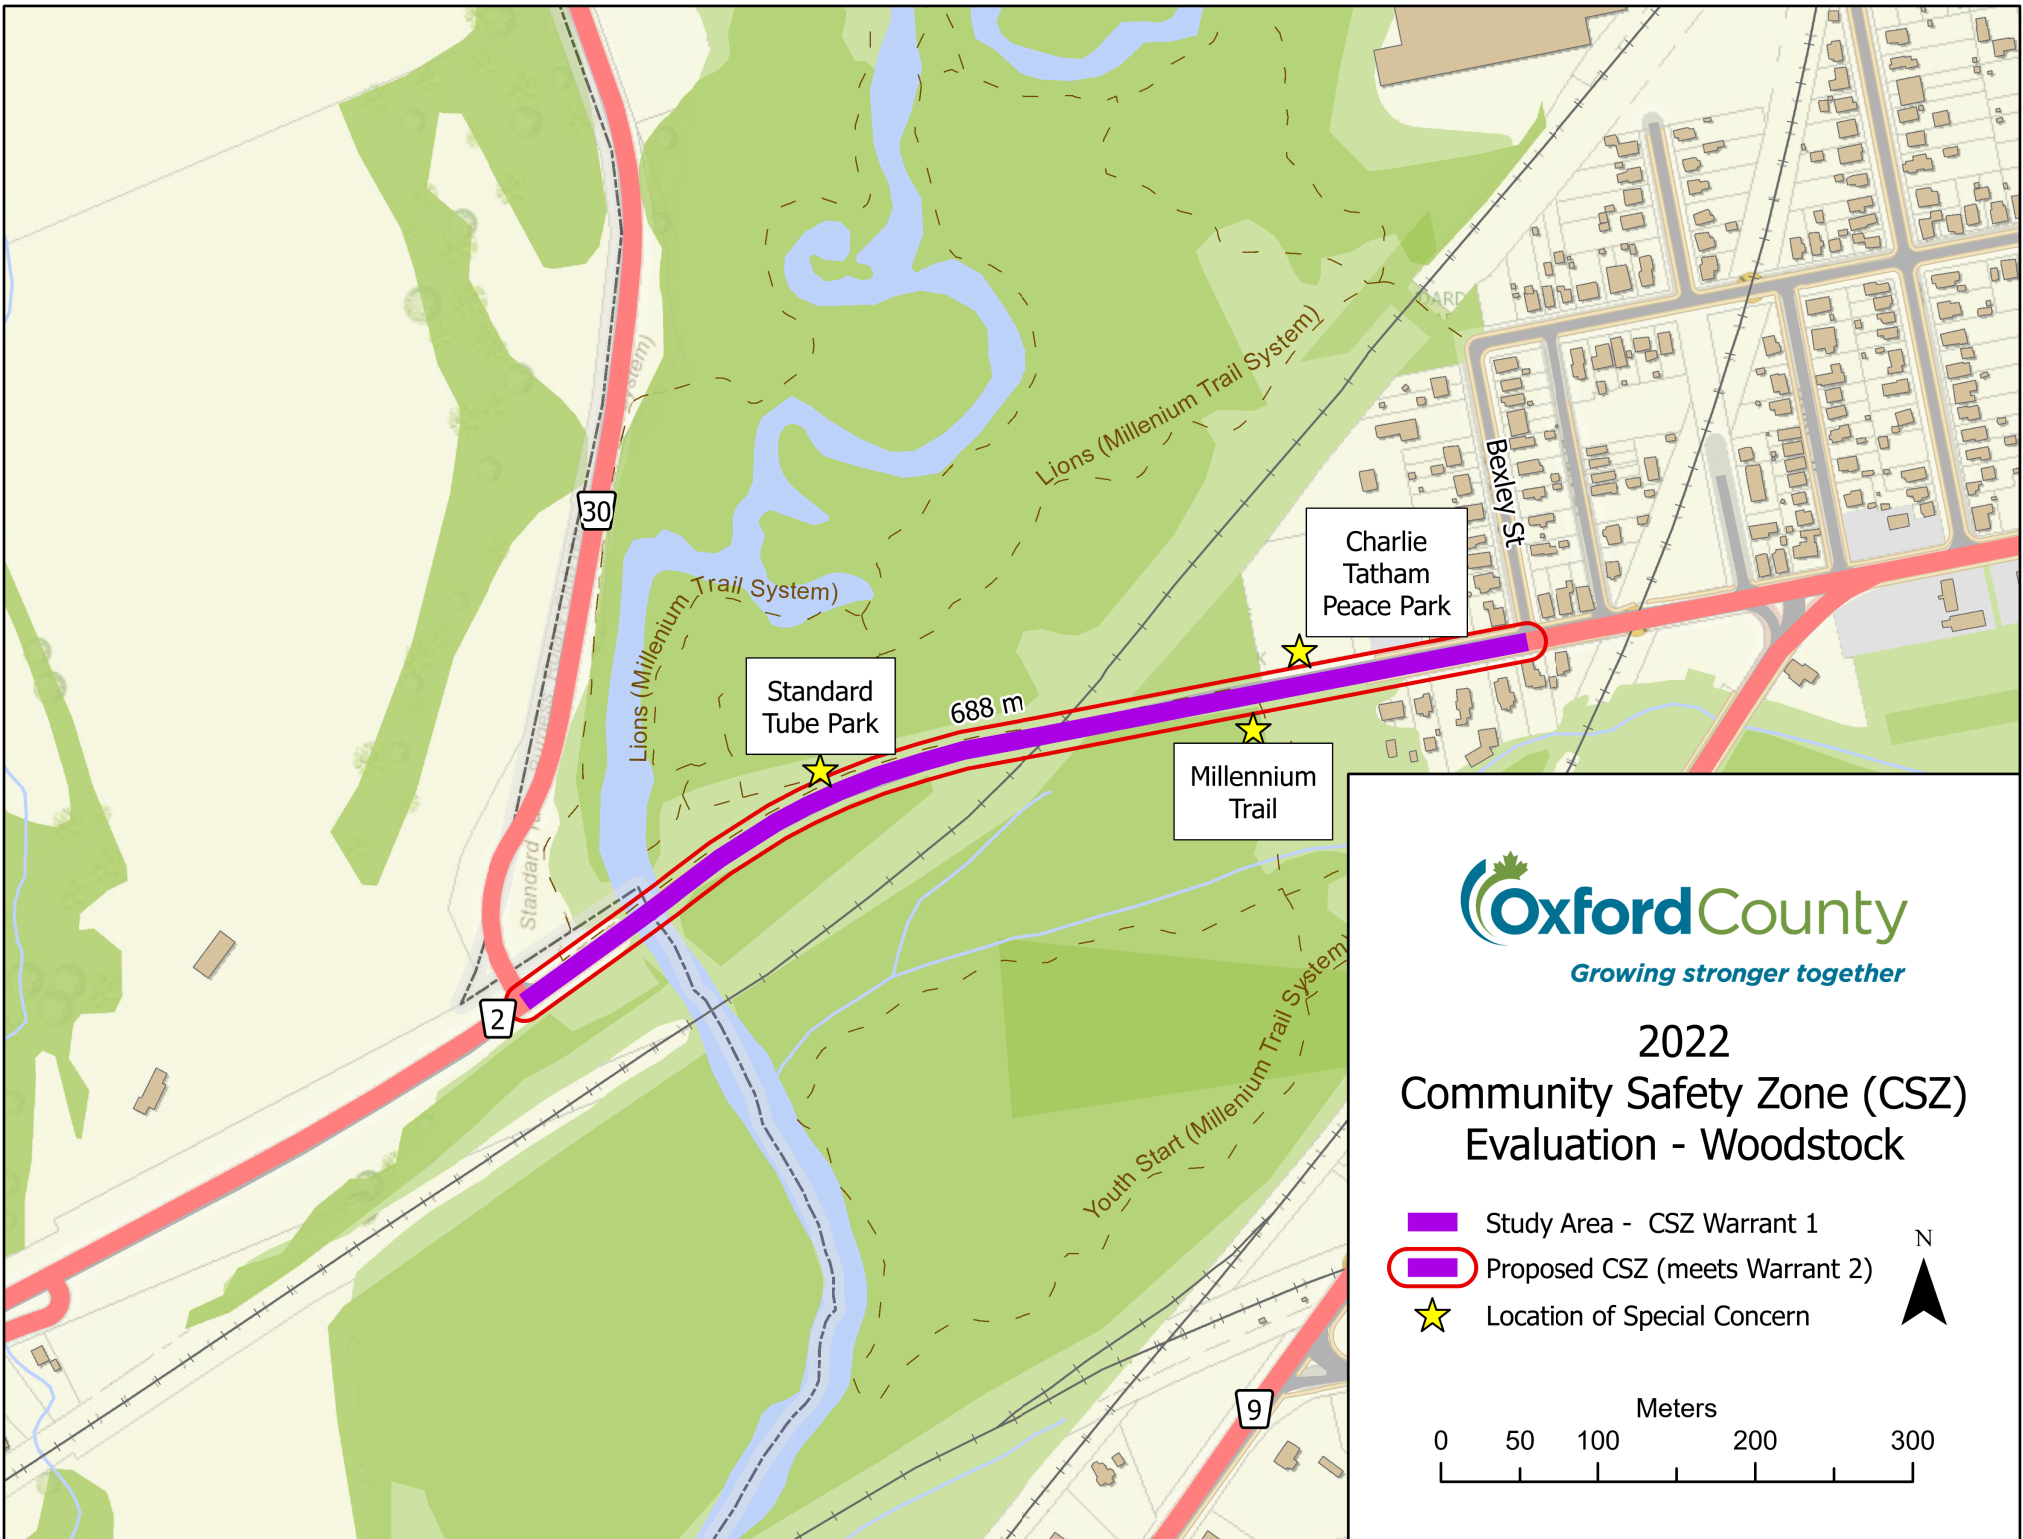 30
Lions (Millenium Trail System)
Bexley St
Charlie
Tatham
Peace Park
Lions (Millenium Trail System)
Standard
Tube Park
688 m
Millennium
Trail
Standard
2
Youth Start (Millenium Trail System)
9
OxfordCounty
Growing stronger together
2022
Community Safety Zone (CSZ)
Evaluation - Woodstock
Study Area -  CSZ Warrant 1
Proposed CSZ (meets Warrant 2)
Location of Special Concern
N
Meters
0 50 100 200 300